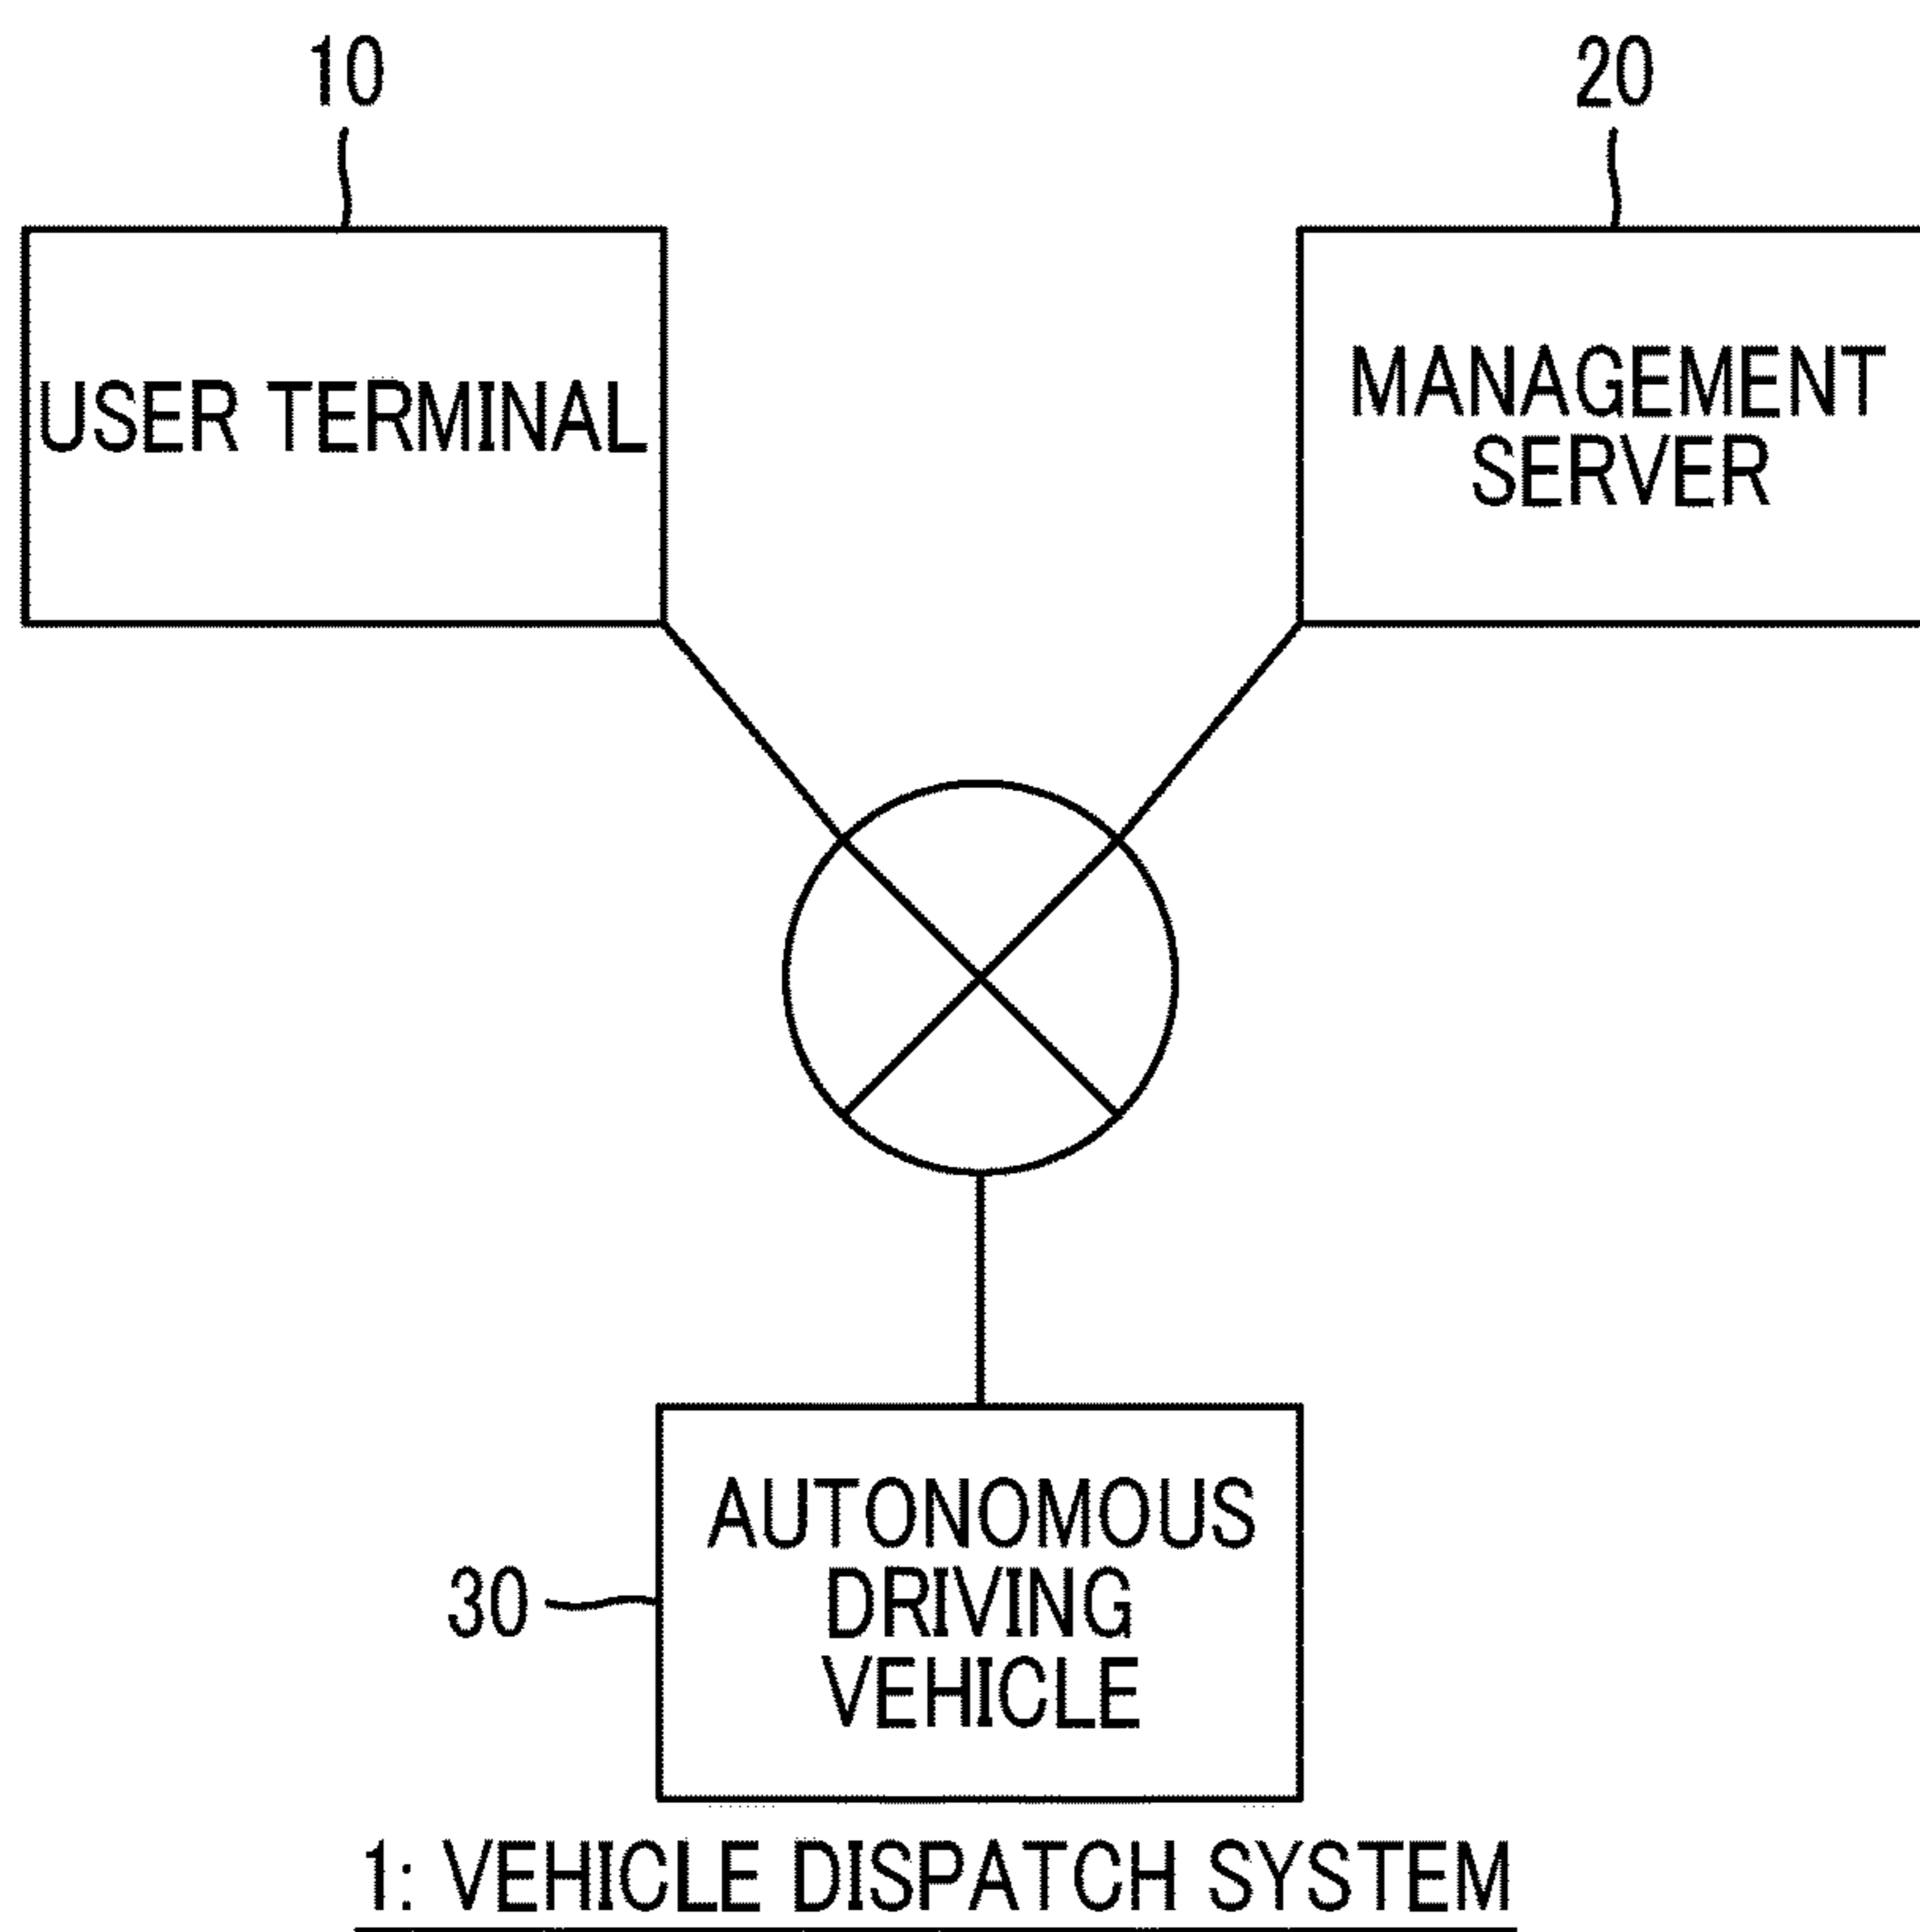 10
20
USER TERMINAL
MANAGEMENT
SERVER
AUTONOMOUS
DRIVING
VEHICLE
30
1: VEHICLE DISPATCH SYSTEM